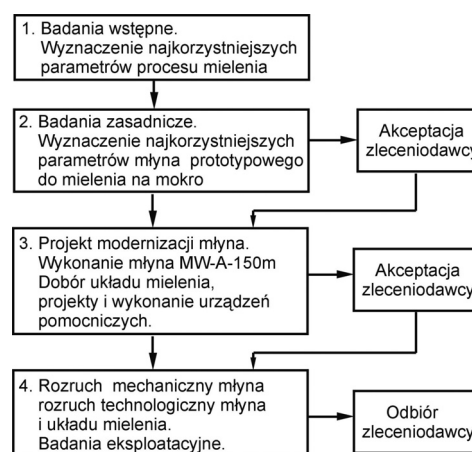 1. Badania wstępne.
Wyznaczenie najkorzystniejszych
parametrów procesu mielenia
2. Badania zasadnicze.
Wyznaczenie najkorzystniejszych
parametrów młyna prototypowego
do mielenia na mokro
Akceptacja
zleceniodawcy
3. Projekt modernizacji młyna.
Wykonanie młyna MW-A-150m
Dobór układu mielenia,
projekty i wykonanie urządzeń
pomocniczych.
Akceptacja
zleceniodawcy
4. Rozruch mechaniczny młyna
rozruch technologiczny młyna
i układu mielenia.
Badania eksploatacyjne.
Odbiór
zleceniodawcy